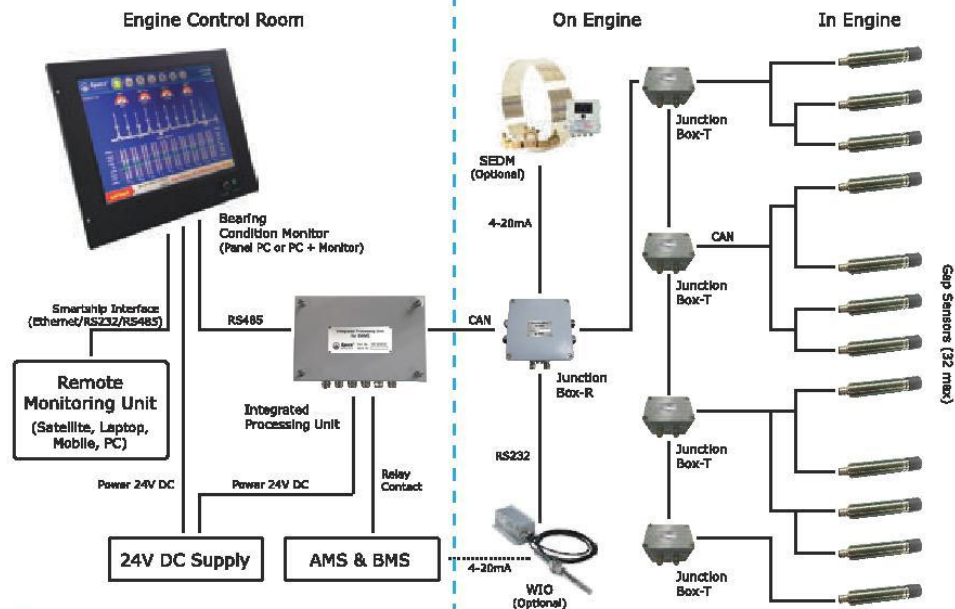 Engine Control Room
On Engine
In Engine
SEDM
(Optional)
Junction
Box-T
Bearing
Condition Monitor
(Panel PC or PC + Monitor)
4-20mA
CAN
Junction
Box-T
Smartship Interface
(Ethernet/RS232/RS485)
RS485
CAN
Gap Sensors (32 max)
Remote
Monitoring Unit
(Satellite, Laptop,
Mobile, PC)
Integrated
Processing Unit
Junction
Box-R
Junction
Box-T
RS232
Power 24V DC
Power 24V DC
Relay
Contact
24V DC Supply
AMS & BMS
4-20mA
WIO
(Optional)
Junction
Box-T